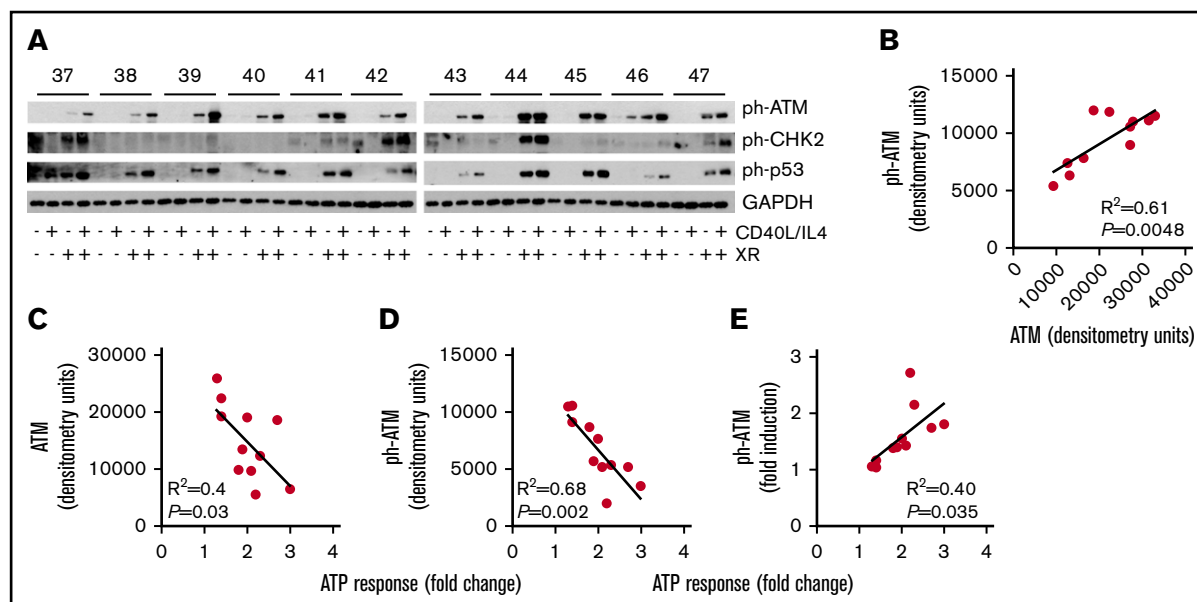 A
37 38 39 40 41 42 43 44 45 46 47
ph-ATM
ph-CHK2
ph-p53
GAPDH
- + - + - + - + - + - + - + - + - + - + - + - + - + - + - + - + - + - + - + - + - + - + CD40L/IL4
- - + + - - + + - - + + - - + + - - + + - - + + - - + + - - + + - - + + - - + + - - + + XR
B
ph-ATM
(densitometry units)
15000
10000
5000
0
R²=0.61
P=0.0048
0 10000 20000 30000 40000
ATM (densitometry units)
C
ATM
(densitometry units)
30000
20000
10000
0
R²=0.4
P=0.03
0 1 2 3 4
ATP response (fold change)
D
ph-ATM
(densitometry units)
15000
10000
5000
0
R²=0.68
P=0.002
0 1 2 3 4
ATP response (fold change)
E
ph-ATM
(fold induction)
3
2
1
0
R²=0.40
P=0.035
0 1 2 3 4